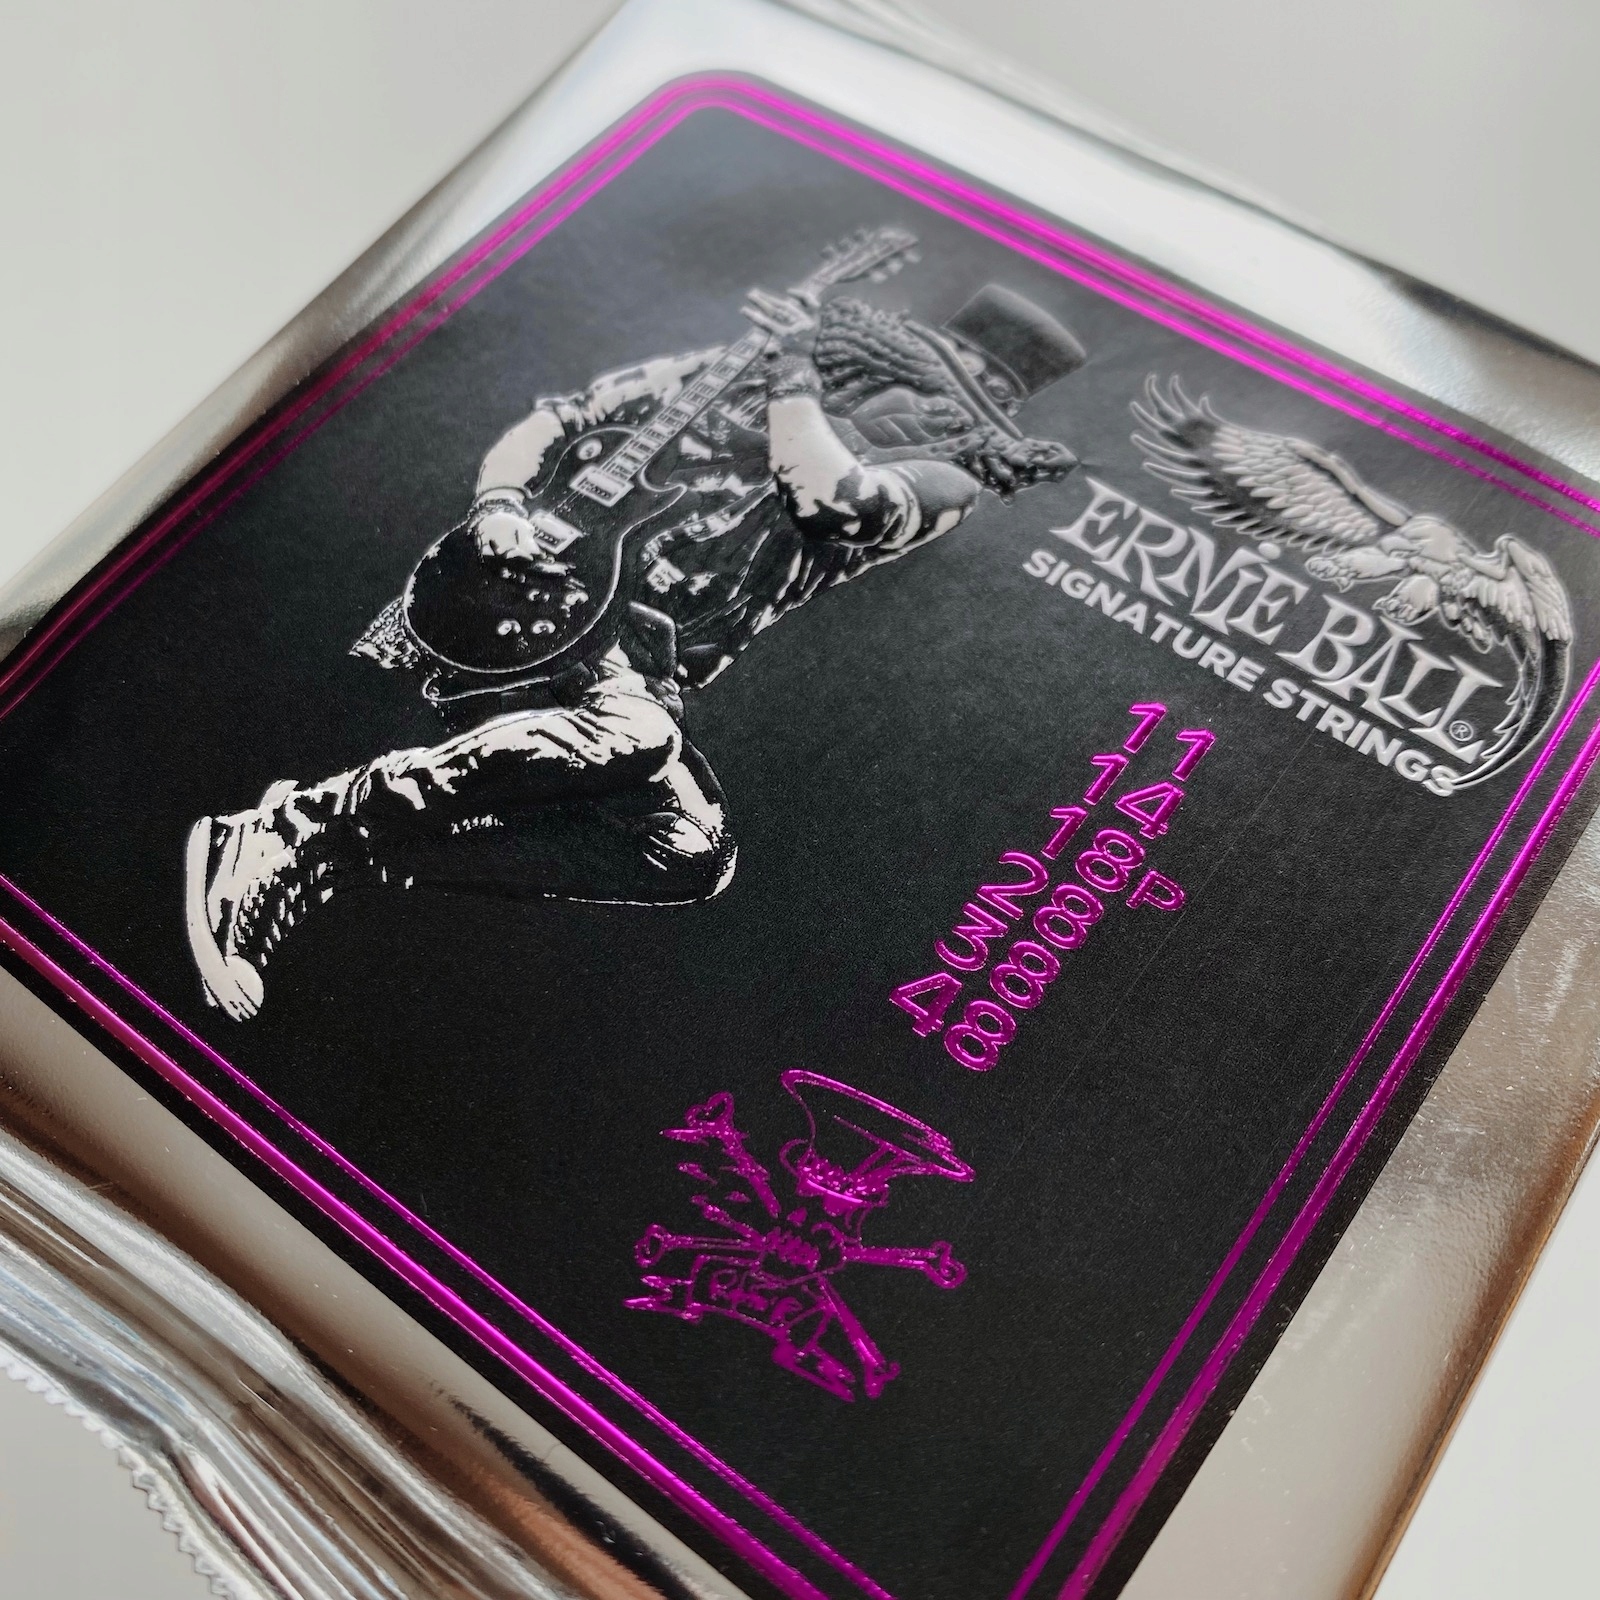 ERNIE BALL®
SIGNATURE STRINGS
11
14
18P
28
38
48